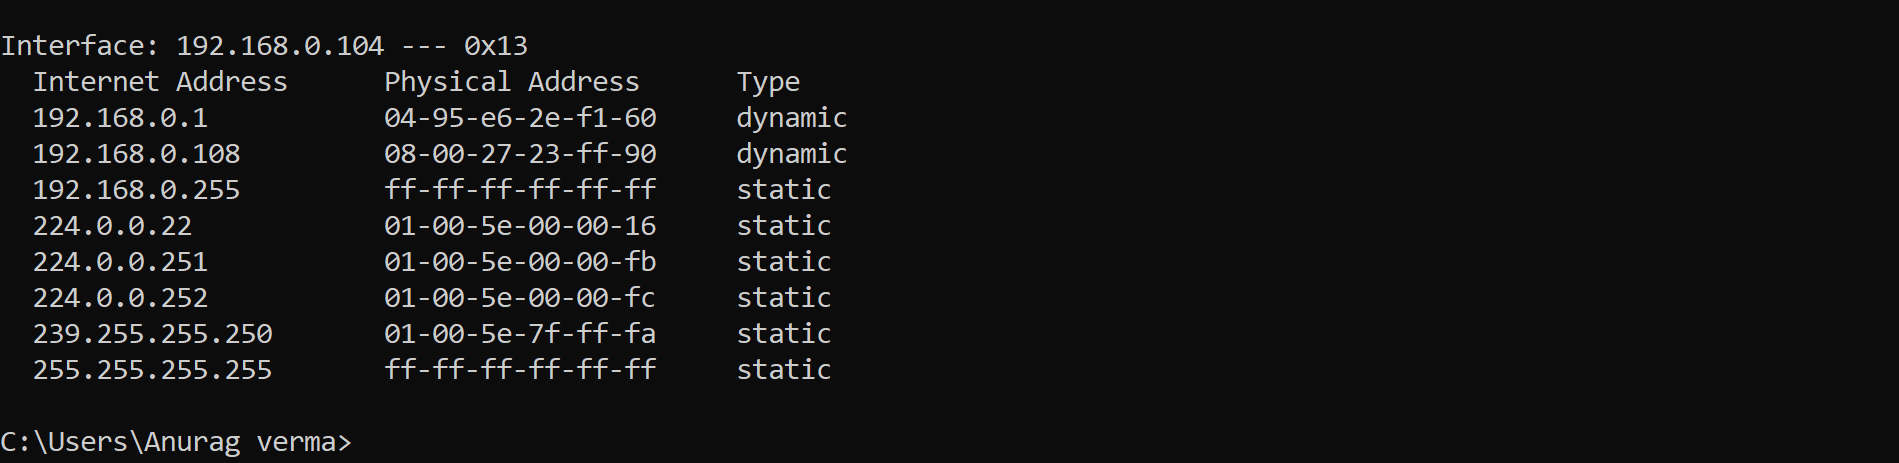 Interface: 192.168.0.104 --- 0x13
  Internet Address      Physical Address      Type
  192.168.0.1           04-95-e6-2e-f1-60     dynamic
  192.168.0.108         08-00-27-23-ff-90     dynamic
  192.168.0.255         ff-ff-ff-ff-ff-ff     static
  224.0.0.22            01-00-5e-00-00-16     static
  224.0.0.251           01-00-5e-00-00-fb     static
  224.0.0.252           01-00-5e-00-00-fc     static
  239.255.255.250       01-00-5e-7f-ff-fa     static
  255.255.255.255       ff-ff-ff-ff-ff-ff     static
C:\Users\Anurag verma>